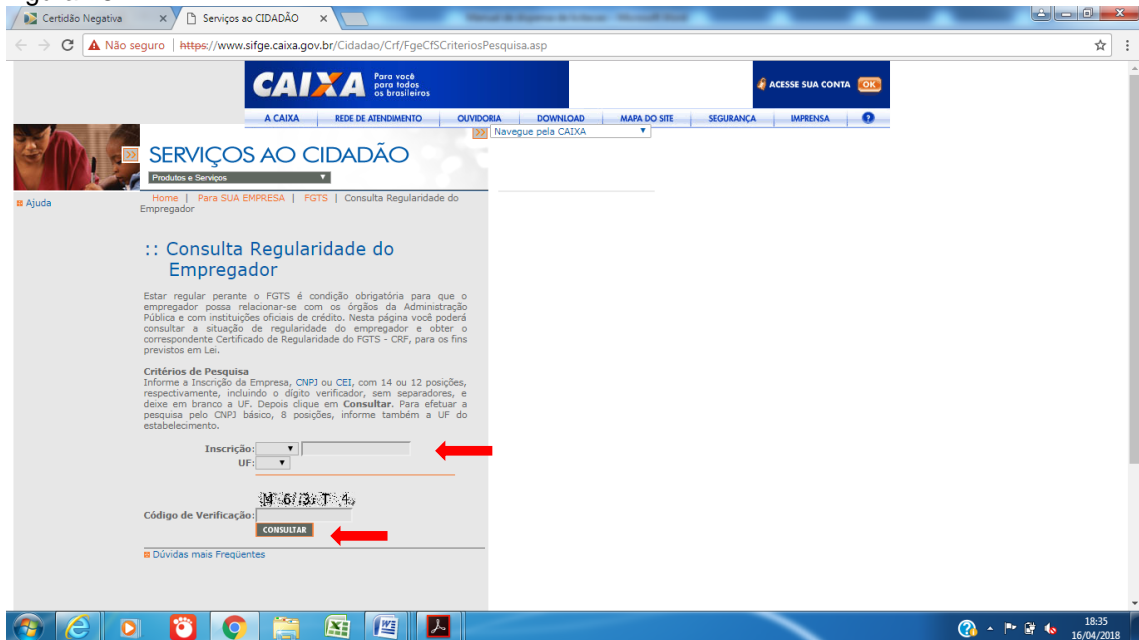 Certidão Negativa
Serviços ao CIDADÃO
Não seguro | https://www.sifge.caixa.gov.br/Cidadao/Crf/FgeCfSCriteriosPesquisa.asp
CAIXA
Para você
para todos
os brasileiros
ACESSE SUA CONTA OK
A CAIXA | REDE DE ATENDIMENTO | OUVIDORIA | DOWNLOAD | MAPA DO SITE | SEGURANÇA | IMPRENSA | ?
Navegue pela CAIXA
SERVIÇOS AO CIDADÃO
Produtos e Serviços
Ajuda
Home | Para SUA EMPRESA | FGTS | Consulta Regularidade do
Empregador
:: Consulta Regularidade do
Empregador
Estar regular perante o FGTS é condição obrigatória para que o
empregador possa relacionar-se com os órgãos da Administração
Pública e com instituições oficiais de crédito. Nesta página você poderá
consultar a situação de regularidade do empregador e obter o
correspondente Certificado de Regularidade do FGTS - CRF, para os fins
previstos em Lei.
Critérios de Pesquisa
Informe a Inscrição da Empresa, CNPJ ou CEI, com 14 ou 12 posições,
respectivamente, incluindo o dígito verificador, sem separadores, e
deixe em branco a UF. Depois clique em Consultar. Para efetuar a
pesquisa pelo CNPJ básico, 8 posições, informe também a UF do
estabelecimento.
Inscrição:
UF:
M 6 3 T 4
Código de Verificação:
CONSULTAR
Dúvidas mais Freqüentes
18:35
16/04/2018